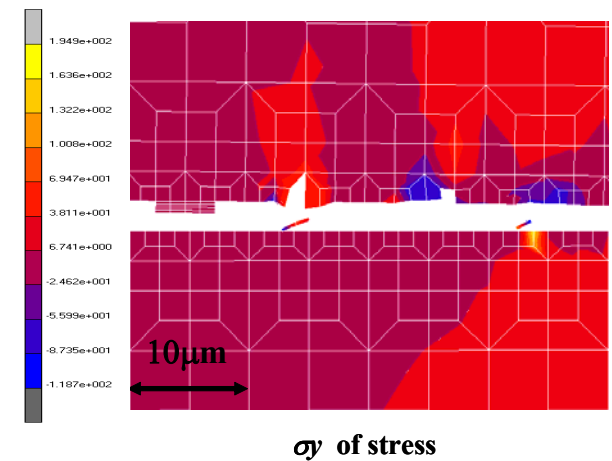 1.949e+002
1.636e+002
1.322e+002
1.008e+002
6.947e+001
3.811e+001
6.741e+000
-2.462e+001
-5.599e+001
-8.735e+001
-1.187e+002
10μm
σy of stress